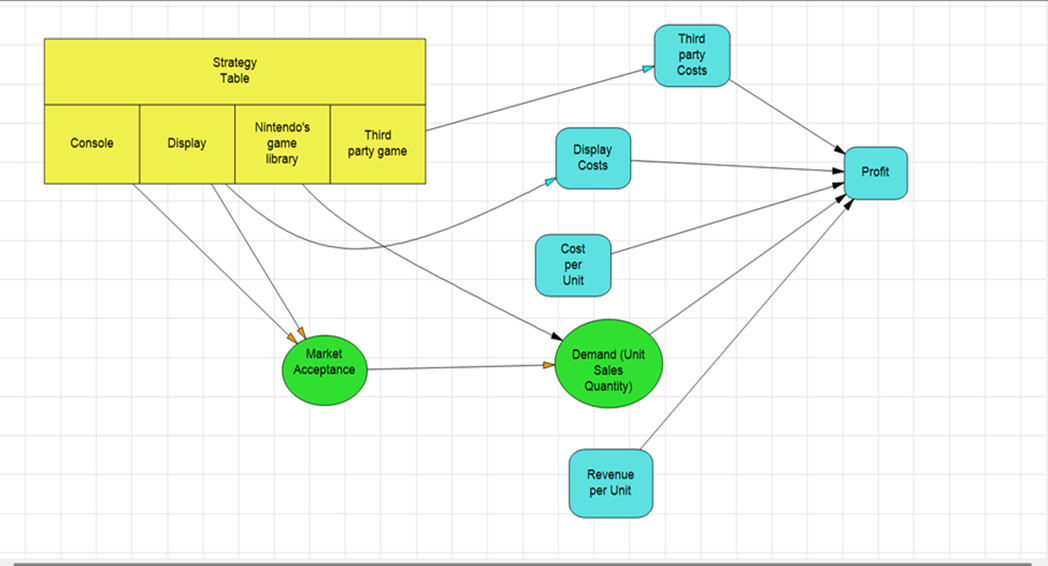 Strategy
Table
Console
Display
Nintendo's
game
library
Third
party game
Third
party
Costs
Display
Costs
Profit
Cost
per
Unit
Market
Acceptance
Demand (Unit
Sales
Quantity)
Revenue
per Unit